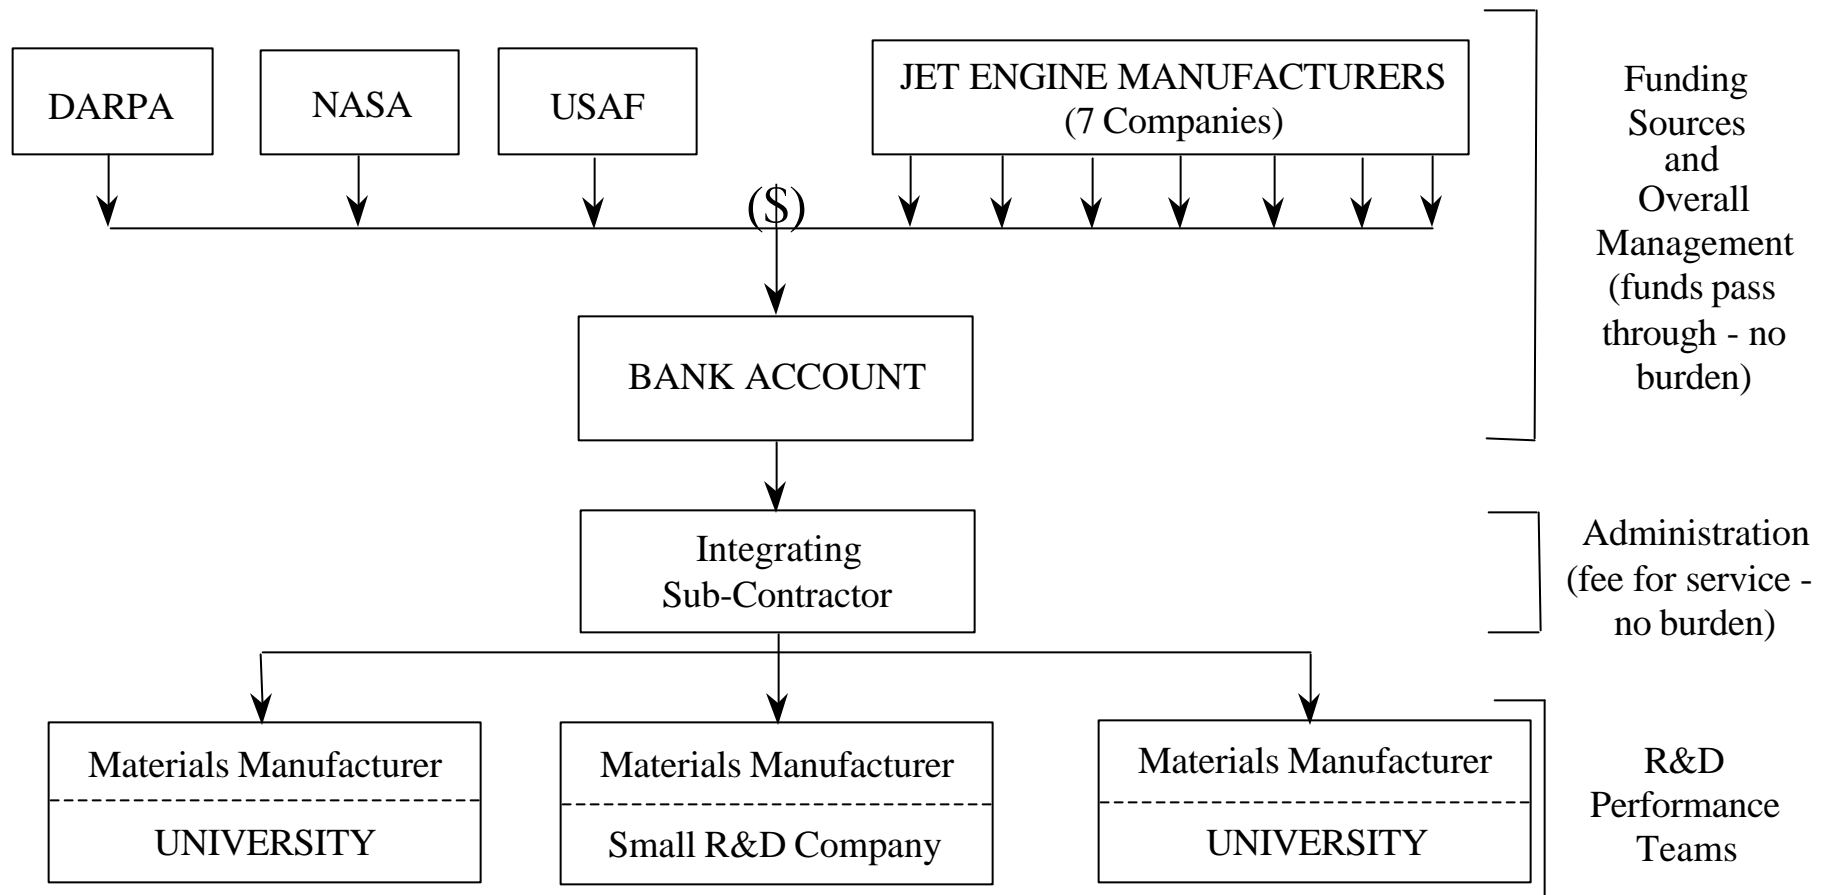 DARPA
NASA
USAF
JET ENGINE MANUFACTURERS
(7 Companies)
($)
Funding
Sources
and
Overall
Management
(funds pass
through - no
burden)
BANK ACCOUNT
Integrating
Sub-Contractor
Administration
(fee for service -
no burden)
Materials Manufacturer
UNIVERSITY
Materials Manufacturer
Small R&D Company
Materials Manufacturer
UNIVERSITY
R&D
Performance
Teams